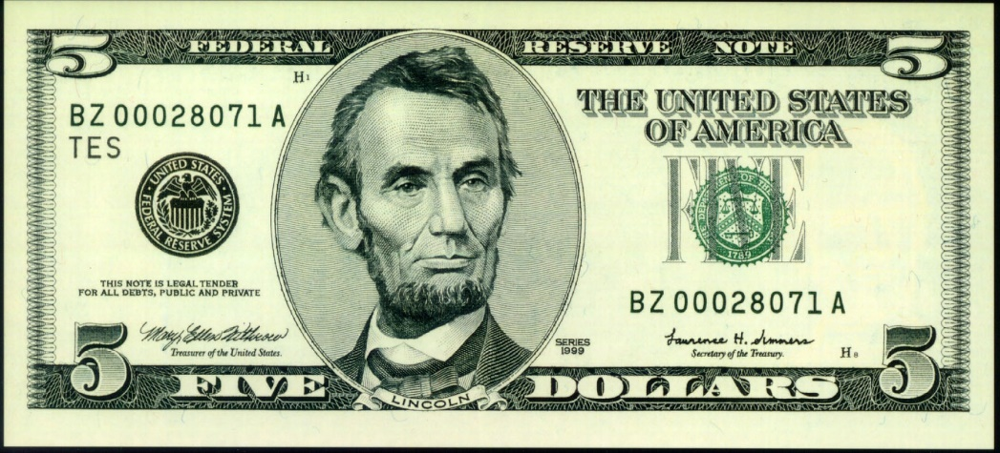 5 FEDERAL RESERVE NOTE 5
H1
THE UNITED STATES
OF AMERICA
BZ 00028071 A
TES
UNITED STATES
FEDERAL RESERVE SYSTEM
FIVE
1789
THIS NOTE IS LEGAL TENDER
FOR ALL DEBTS, PUBLIC AND PRIVATE
BZ 00028071 A
Mary Ellen Withrow
Treasurer of the United States.
SERIES
1999
Lawrence H. Summers
Secretary of the Treasury.
H8
5 FIVE DOLLARS 5
LINCOLN